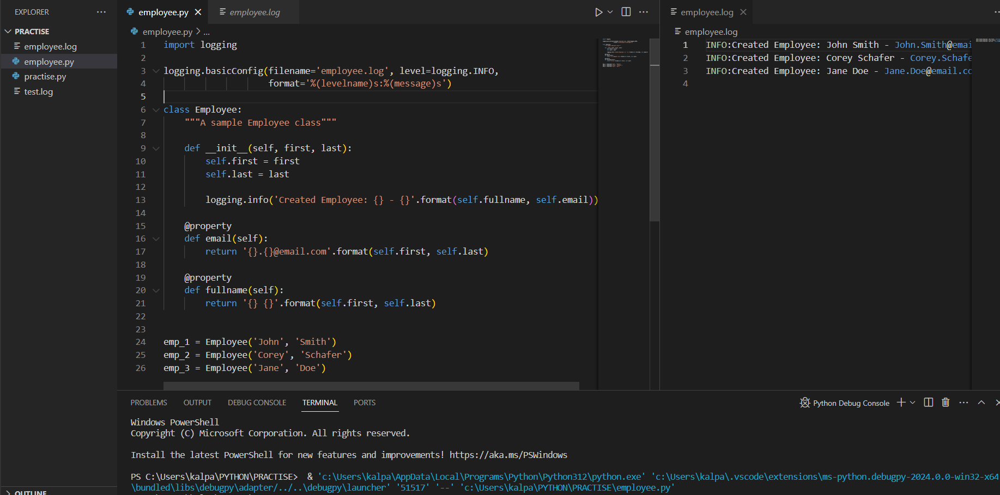 EXPLORER
PRACTISE
employee.log
employee.py
practise.py
test.log
OUTLINE
employee.py
employee.log
employee.py > ...
1 import logging
2
3 logging.basicConfig(filename='employee.log', level=logging.INFO,
4 format='%(levelname)s:%(message)s')
5
6 class Employee:
7 """A sample Employee class"""
8
9 def __init__(self, first, last):
10 self.first = first
11 self.last = last
12
13 logging.info('Created Employee: {} - {}'.format(self.fullname, self.email))
14
15 @property
16 def email(self):
17 return '{}.{}@email.com'.format(self.first, self.last)
18
19 @property
20 def fullname(self):
21 return '{} {}'.format(self.first, self.last)
22
23
24 emp_1 = Employee('John', 'Smith')
25 emp_2 = Employee('Corey', 'Schafer')
26 emp_3 = Employee('Jane', 'Doe')
employee.log
employee.log
1 INFO:Created Employee: John Smith - John.Smith@emai
2 INFO:Created Employee: Corey Schafer - Corey.Schafe
3 INFO:Created Employee: Jane Doe - Jane.Doe@email.co
4
PROBLEMS OUTPUT DEBUG CONSOLE TERMINAL PORTS
Python Debug Console
Windows PowerShell
Copyright (C) Microsoft Corporation. All rights reserved.
Install the latest PowerShell for new features and improvements! https://aka.ms/PSWindows
PS C:\Users\kalpa\PYTHON\PRACTISE> & 'c:\Users\kalpa\AppData\Local\Programs\Python\Python312\python.exe' 'c:\Users\kalpa\.vscode\extensions\ms-python.debugpy-2024.0.0-win32-x64
\bundled\libs\debugpy\adapter/../..\debugpy\launcher' '51517' '--' 'c:\Users\kalpa\PYTHON\PRACTISE\employee.py'